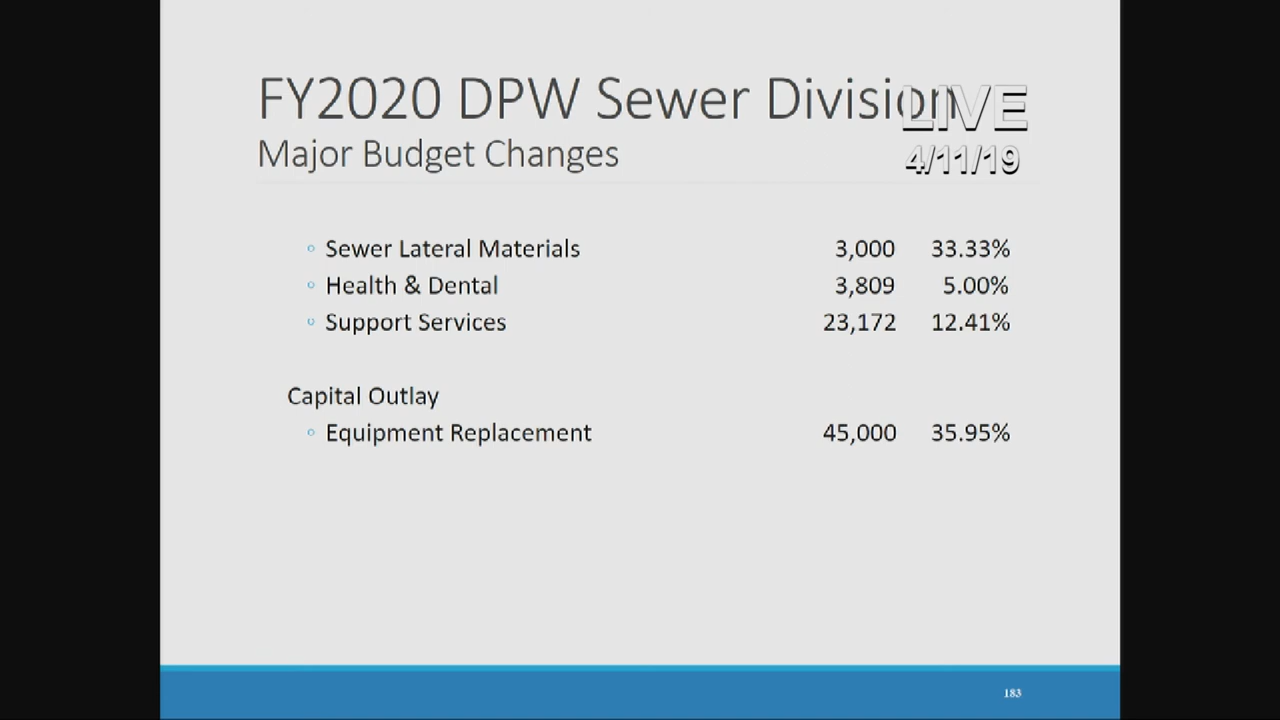 FY2020 DPW Sewer Division
LIVE
Major Budget Changes
4/11/19
◦ Sewer Lateral Materials 3,000 33.33%
◦ Health & Dental 3,809 5.00%
◦ Support Services 23,172 12.41%
Capital Outlay
◦ Equipment Replacement 45,000 35.95%
183